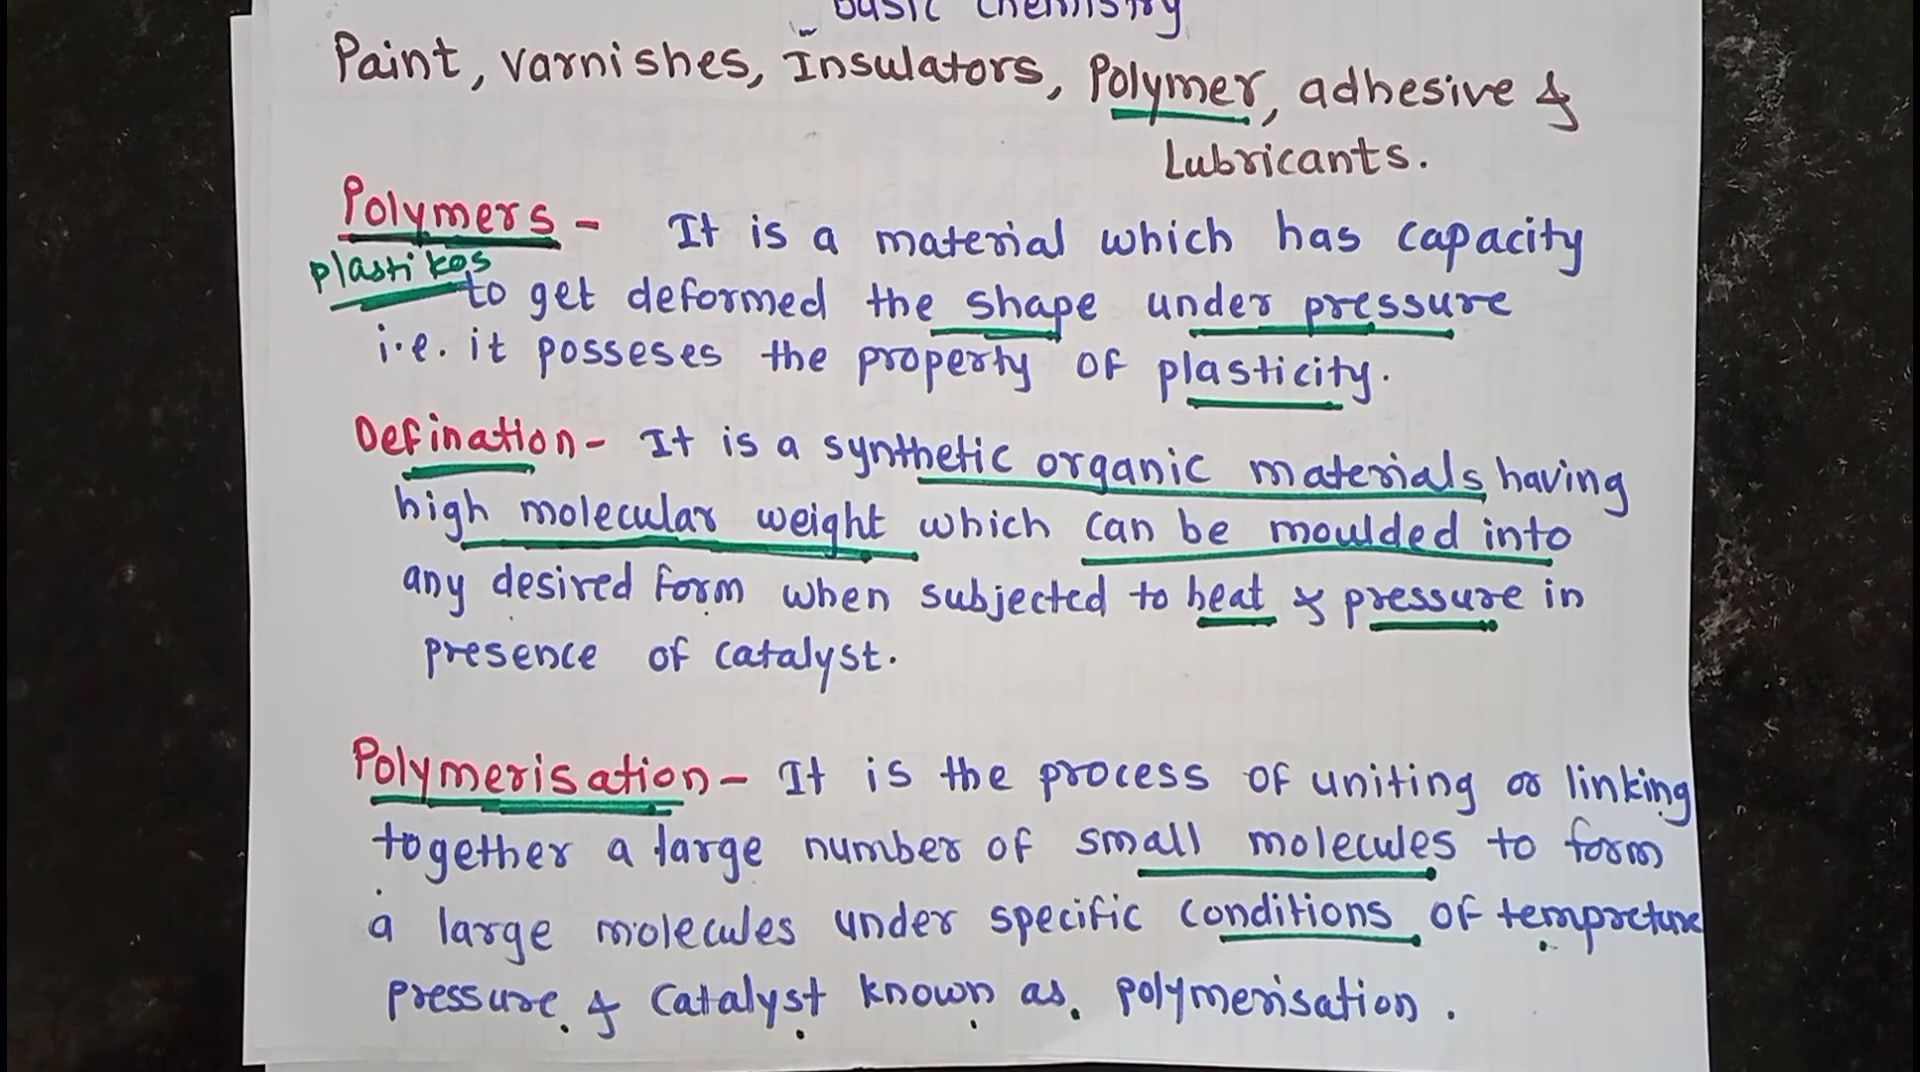 Basic Chemistry
Paint, varnishes, Insulators, Polymer, adhesive &
Lubricants.
Polymers - It is a material which has capacity
plastikos
to get deformed the shape under pressure
i.e. it posseses the property of plasticity.
Defination - It is a synthetic organic materials having
high molecular weight which can be moulded into
any desired form when subjected to heat & pressure in
presence of catalyst.
Polymerisation - It is the process of uniting or linking
together a large number of small molecules to form
a large molecules under specific conditions of tempreture
pressure & catalyst known as polymerisation.